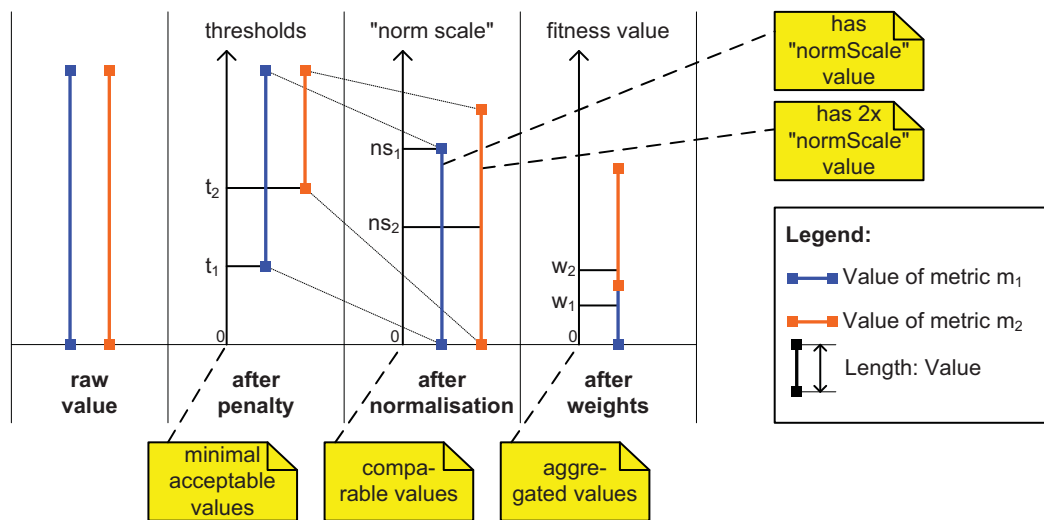 thresholds
"norm scale"
fitness value
has
"normScale"
value
has 2x
"normScale"
value
ns1
t2
ns2
t1
w2
w1
0
0
0
Legend:
Value of metric m1
Value of metric m2
Length: Value
raw
value
after
penalty
after
normalisation
after
weights
minimal
acceptable
values
compa-
rable values
aggre-
gated values